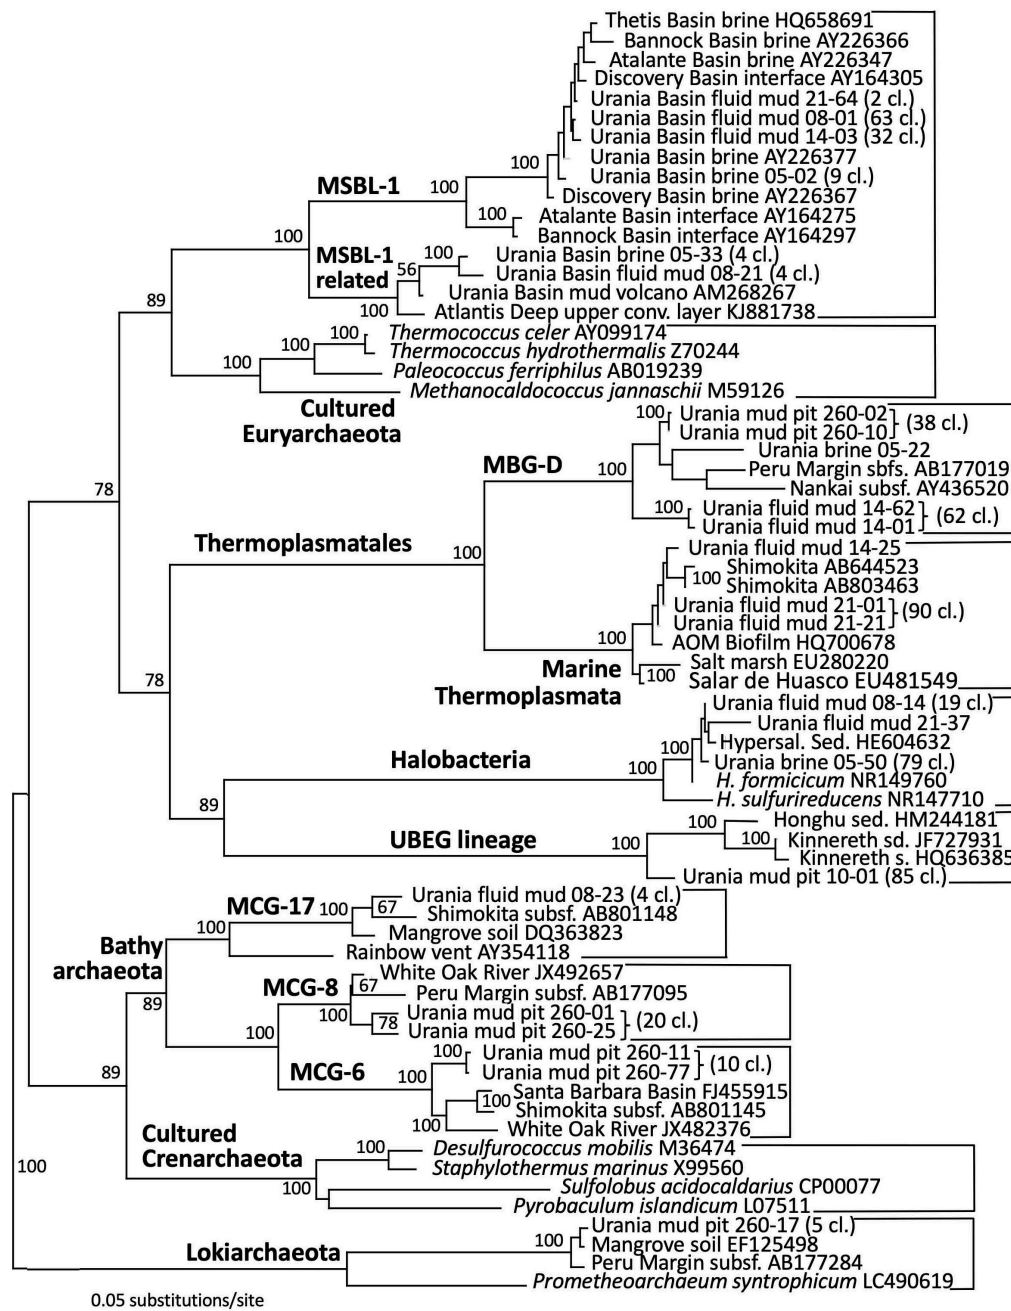 Thetis Basin brine HQ658691
Bannock Basin brine AY226366
Atalante Basin brine AY226347
Discovery Basin interface AY164305
Urania Basin fluid mud 21-64 (2 cl.)
Urania Basin fluid mud 08-01 (63 cl.)
Urania Basin fluid mud 14-03 (32 cl.)
100
Urania Basin brine AY226377
Urania Basin brine 05-02 (9 cl.)
MSBL-1
100
Discovery Basin brine AY226367
100
Atalante Basin interface AY164275
Bannock Basin interface AY164297
100
MSBL-1
related
100
56
Urania Basin brine 05-33 (4 cl.)
Urania Basin fluid mud 08-21 (4 cl.)
Urania Basin mud volcano AM268267
89
100
Atlantis Deep upper conv. layer KJ881738
100
Thermococcus celer AY099174
100
Thermococcus hydrothermalis Z70244
100
Paleococcus ferriphilus AB019239
Methanocaldococcus jannaschii M59126
Cultured
Euryarchaeota
100
Urania mud pit 260-02
Urania mud pit 260-10
(38 cl.)
Urania brine 05-22
MBG-D
100
Peru Margin sbfs. AB177019
78
Nankai subsf. AY436520
100
Urania fluid mud 14-62
Urania fluid mud 14-01
(62 cl.)
Thermoplasmatales
100
Urania fluid mud 14-25
Shimokita AB644523
100
Shimokita AB803463
Urania fluid mud 21-01
Urania fluid mud 21-21
(90 cl.)
100
AOM Biofilm HQ700678
Marine
Thermoplasmata
Salt marsh EU280220
100
Salar de Huasco EU481549
78
Urania fluid mud 08-14 (19 cl.)
Urania fluid mud 21-37
100
Hypersal. Sed. HE604632
Halobacteria
100
Urania brine 05-50 (79 cl.)
H. formicicum NR149760
H. sulfurireducens NR147710
89
100
Honghu sed. HM244181
UBEG lineage
100
100
Kinnereth sd. JF727931
Kinnereth s. HQ636385
Urania mud pit 10-01 (85 cl.)
MCG-17
100
67
Urania fluid mud 08-23 (4 cl.)
Shimokita subsf. AB801148
100
Mangrove soil DQ363823
Rainbow vent AY354118
Bathy
archaeota
89
MCG-8
White Oak River JX492657
67
Peru Margin subsf. AB177095
100
78
Urania mud pit 260-01
Urania mud pit 260-25
(20 cl.)
100
MCG-6
100
100
Urania mud pit 260-11
Urania mud pit 260-77
(10 cl.)
100
Santa Barbara Basin FJ455915
Shimokita subsf. AB801145
100
White Oak River JX482376
89
Cultured
Crenarchaeota
100
Desulfurococcus mobilis M36474
Staphylothermus marinus X99560
100
Sulfolobus acidocaldarius CP00077
Pyrobaculum islandicum L07511
100
Lokiarchaeota
100
Urania mud pit 260-17 (5 cl.)
Mangrove soil EF125498
Peru Margin subsf. AB177284
Prometheoarchaeum syntrophicum LC490619
0.05 substitutions/site